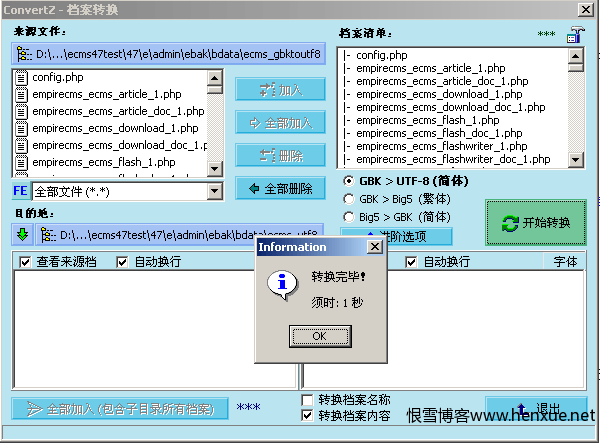 ConvertZ - 档案转换
来源文件:
档案清单:
***
D:\...\ecms47test\47\e\admin\ebak\bdata\ecms_gbktoutf8
config.php
empirecms_ecms_article_1.php
empirecms_ecms_article_doc_1.php
empirecms_ecms_download_1.php
empirecms_ecms_download_doc_1.php
empirecms_ecms_flash_1.php
加入
全部加入
删除
全部删除
|- config.php
|- empirecms_ecms_article_1.php
|- empirecms_ecms_article_doc_1.php
|- empirecms_ecms_download_1.php
|- empirecms_ecms_download_doc_1.php
|- empirecms_ecms_flash_1.php
|- empirecms_ecms_flash_doc_1.php
|- empirecms_ecms_flashwriter_1.php
|- empirecms_ecms_flashwriter_doc_1.php
FE
全部文件 (*.*)
GBK > UTF-8 (简体)
GBK > Big5 (繁体)
Big5 > GBK (简体)
开始转换
目的地:
D:\...\ecms47test\47\e\admin\ebak\bdata\ecms_utf8
进阶选项
查看来源档
自动换行
自动换行
字体
Information
转换完毕!
须时: 1 秒
OK
全部加入 (包含子目录所有档案)
***
转换档案名称
转换档案内容
退出
恨雪博客www.henxue.net